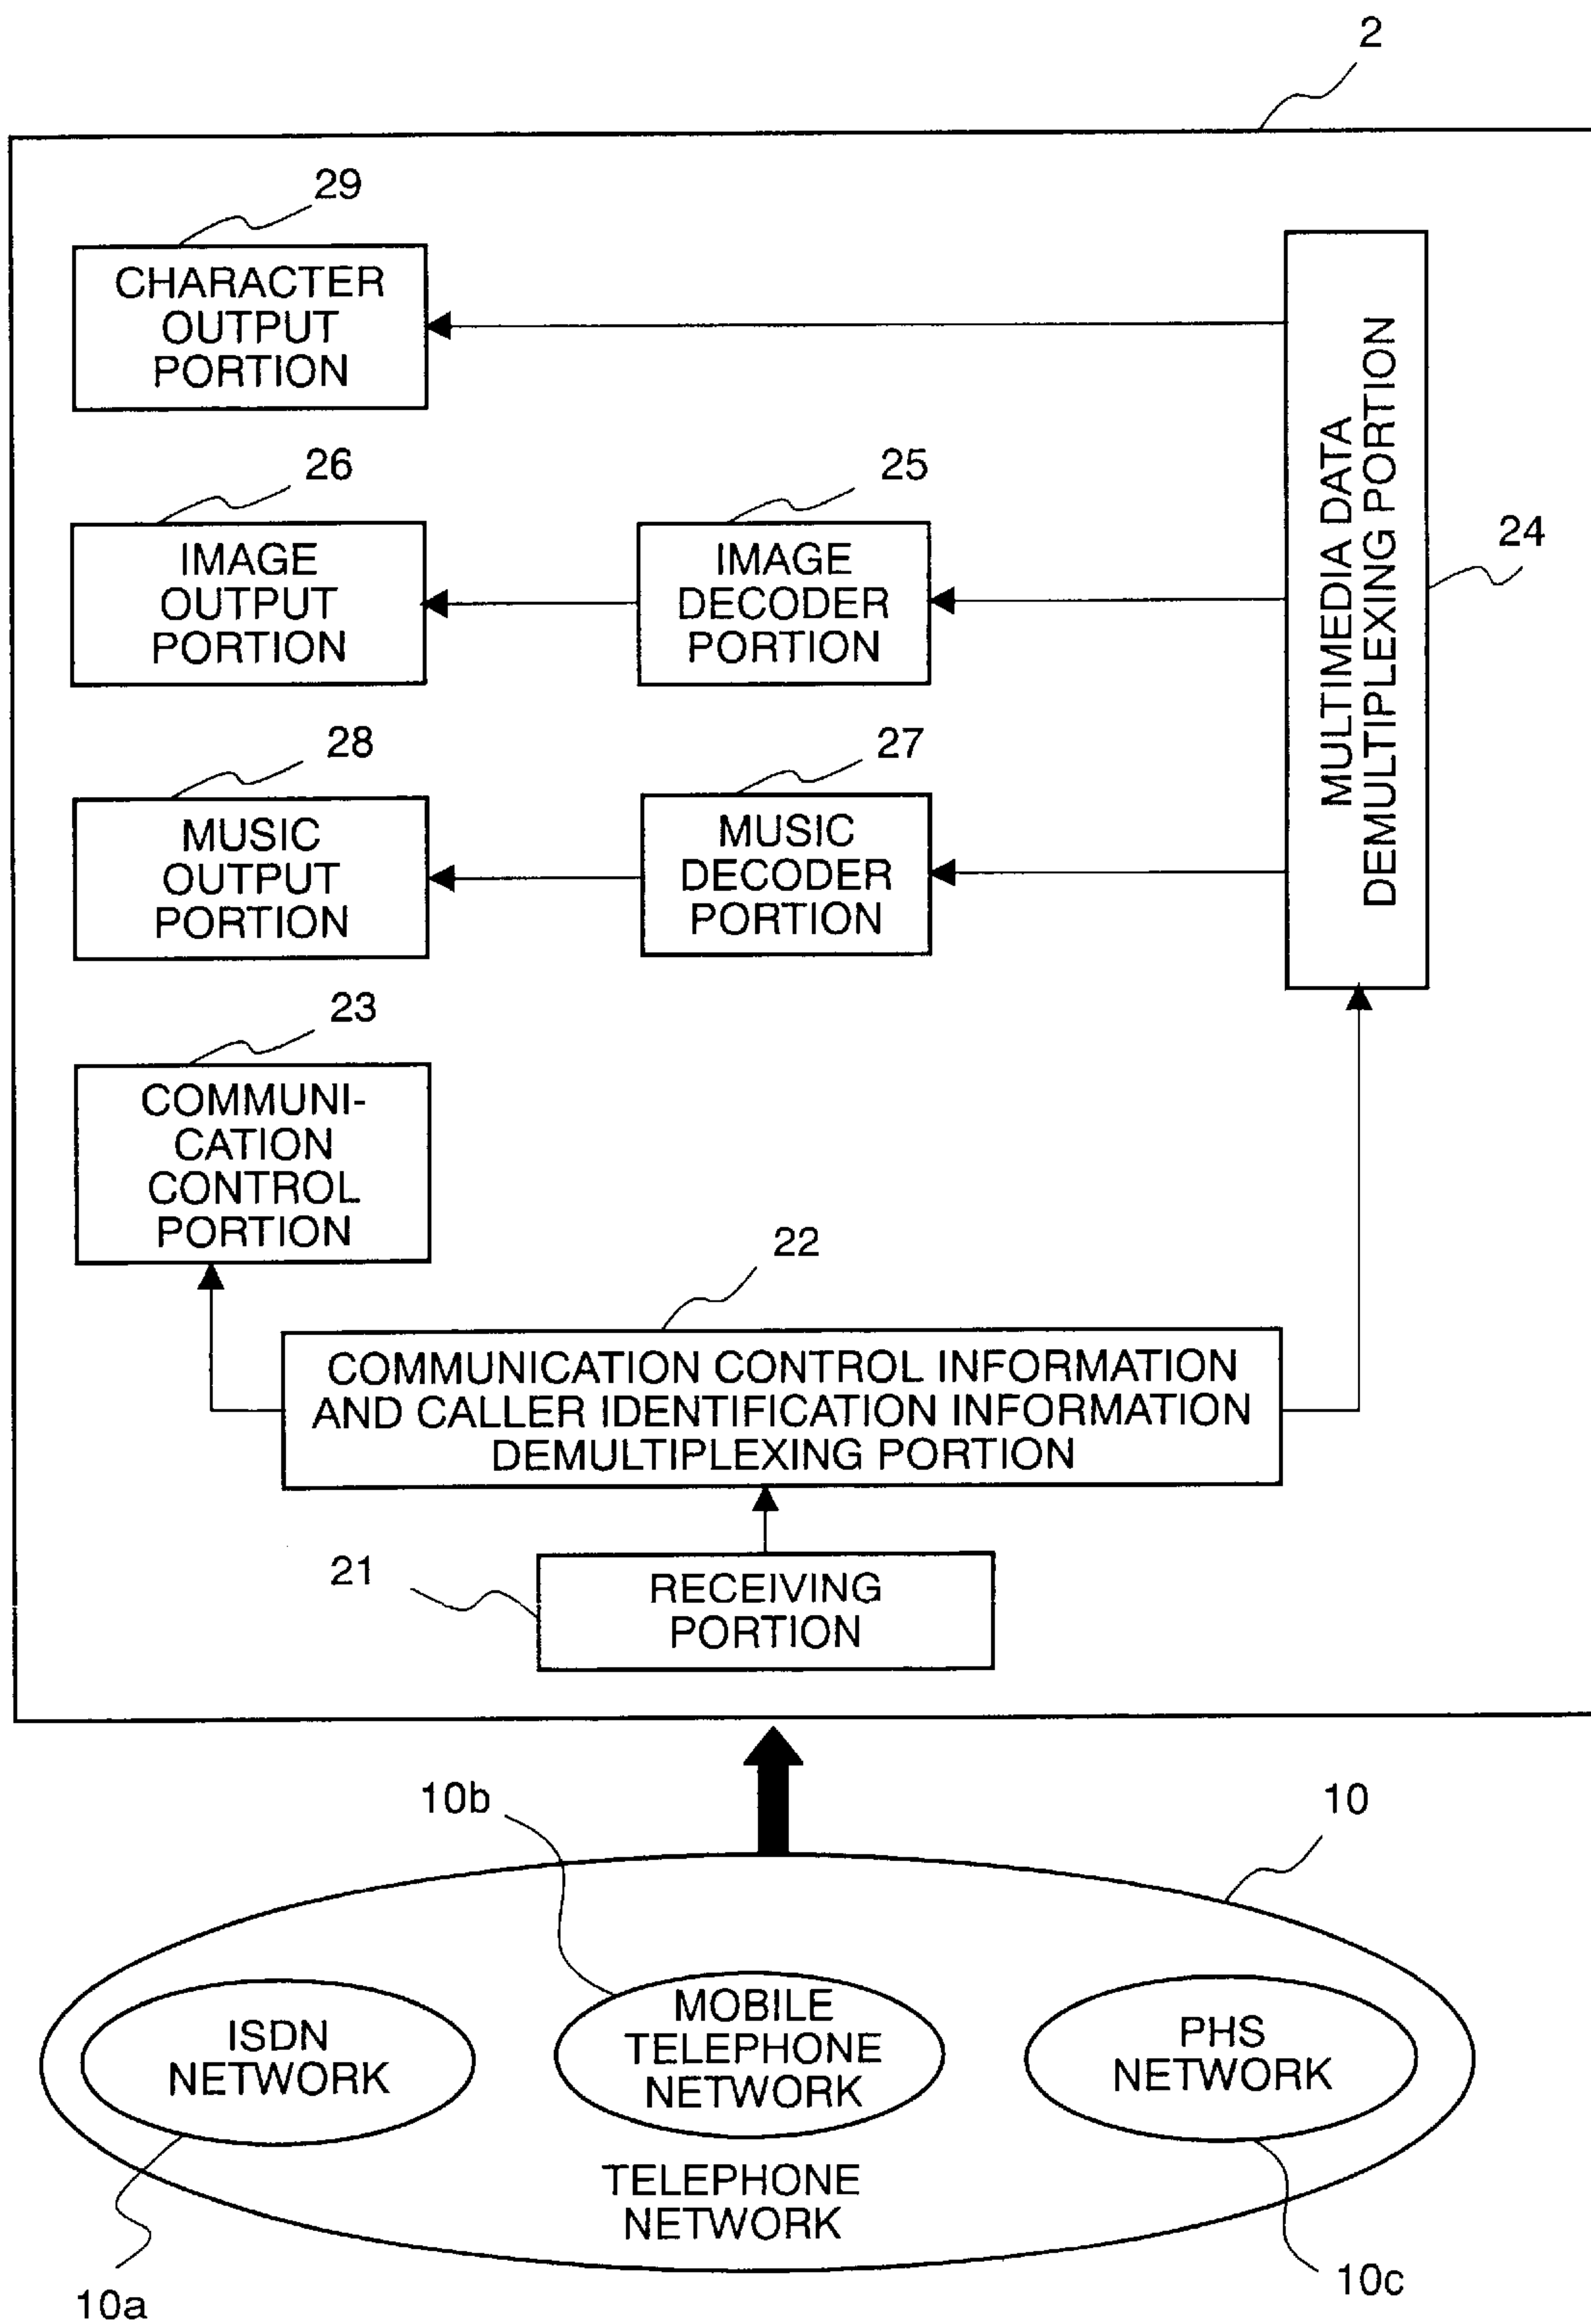 2
29
CHARACTER
OUTPUT
PORTION
26
IMAGE
OUTPUT
PORTION
25
IMAGE
DECODER
PORTION
MULTIMEDIA DATA
DEMULTIPLEXING PORTION
24
28
MUSIC
OUTPUT
PORTION
27
MUSIC
DECODER
PORTION
23
COMMUNI-
CATION
CONTROL
PORTION
22
COMMUNICATION CONTROL INFORMATION
AND CALLER IDENTIFICATION INFORMATION
DEMULTIPLEXING PORTION
21
RECEIVING
PORTION
10b
10
ISDN
NETWORK
MOBILE
TELEPHONE
NETWORK
PHS
NETWORK
TELEPHONE
NETWORK
10a
10c